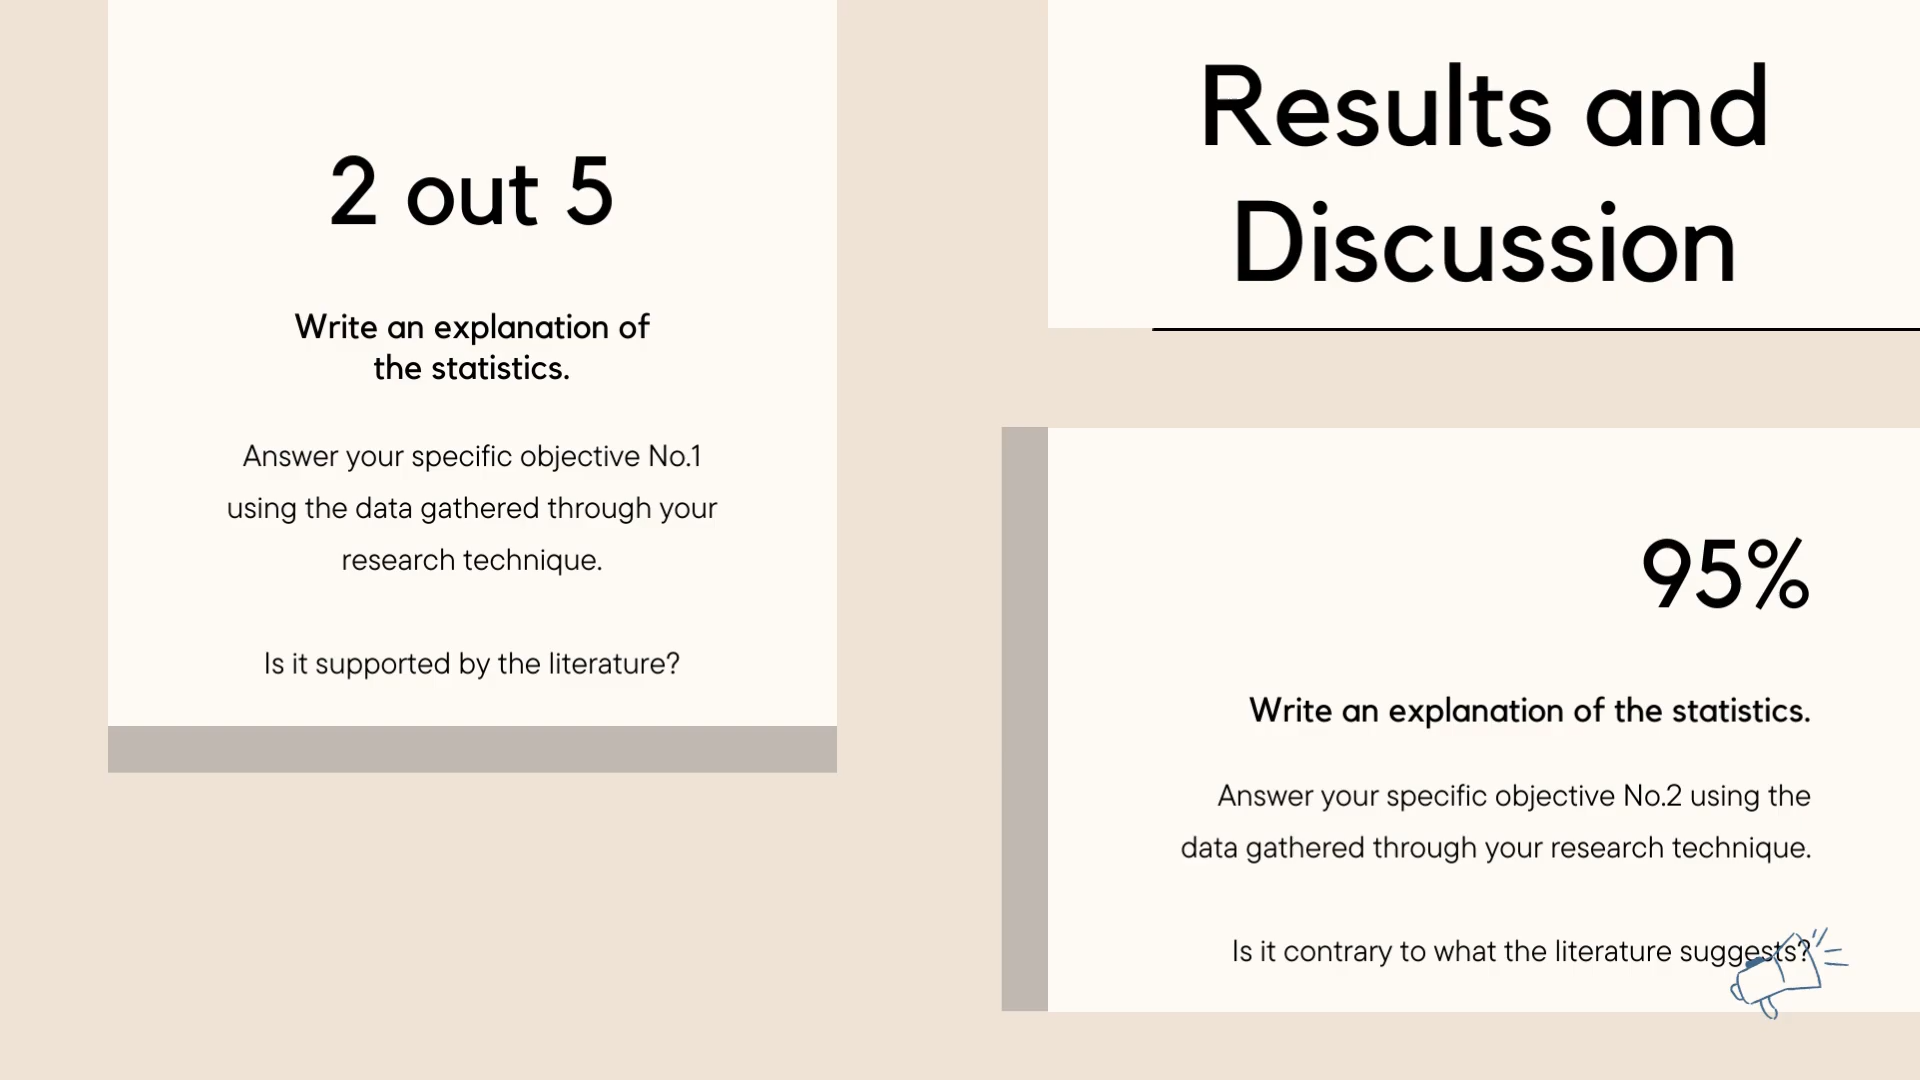 Results and
Discussion
2 out 5
Write an explanation of
the statistics.
Answer your specific objective No.1
using the data gathered through your
research technique.
Is it supported by the literature?
95%
Write an explanation of the statistics.
Answer your specific objective No.2 using the
data gathered through your research technique.
Is it contrary to what the literature suggests?